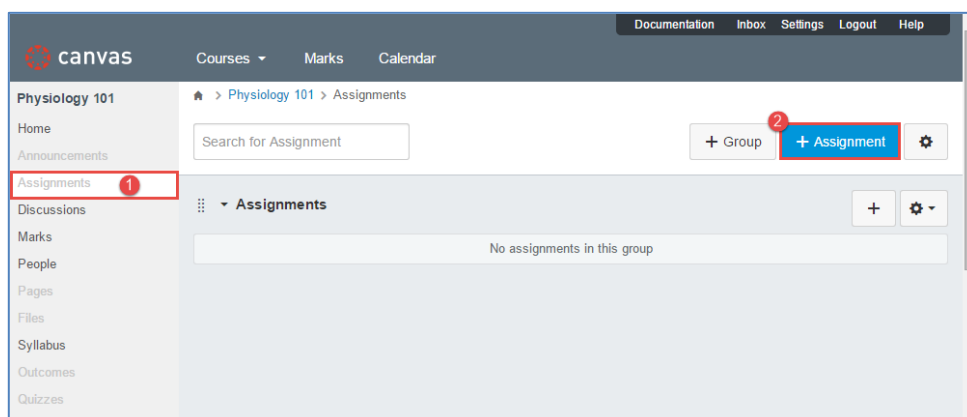 Documentation Inbox Settings Logout Help
canvas Courses Marks Calendar
Physiology 101 > Physiology 101 > Assignments
Home
Search for Assignment + Group 2 + Assignment
Announcements
Assignments 1
Discussions Assignments +
Marks
No assignments in this group
People
Pages
Files
Syllabus
Outcomes
Quizzes